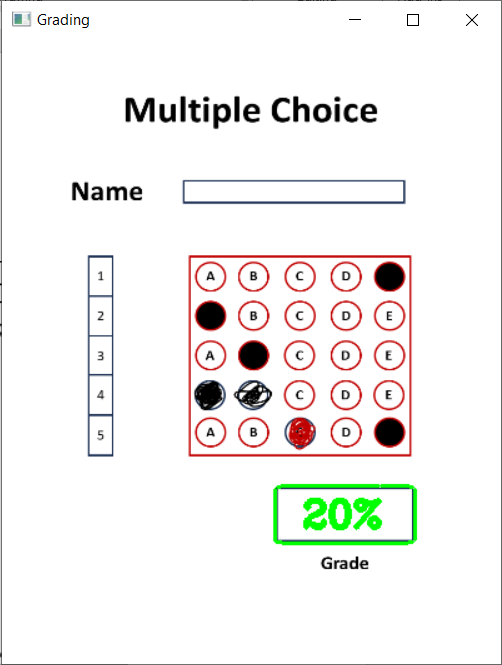 Grading
Multiple Choice
Name
1 A B C D
2 B C D E
3 A C D E
4 C D E
5 A B D
20%
Grade